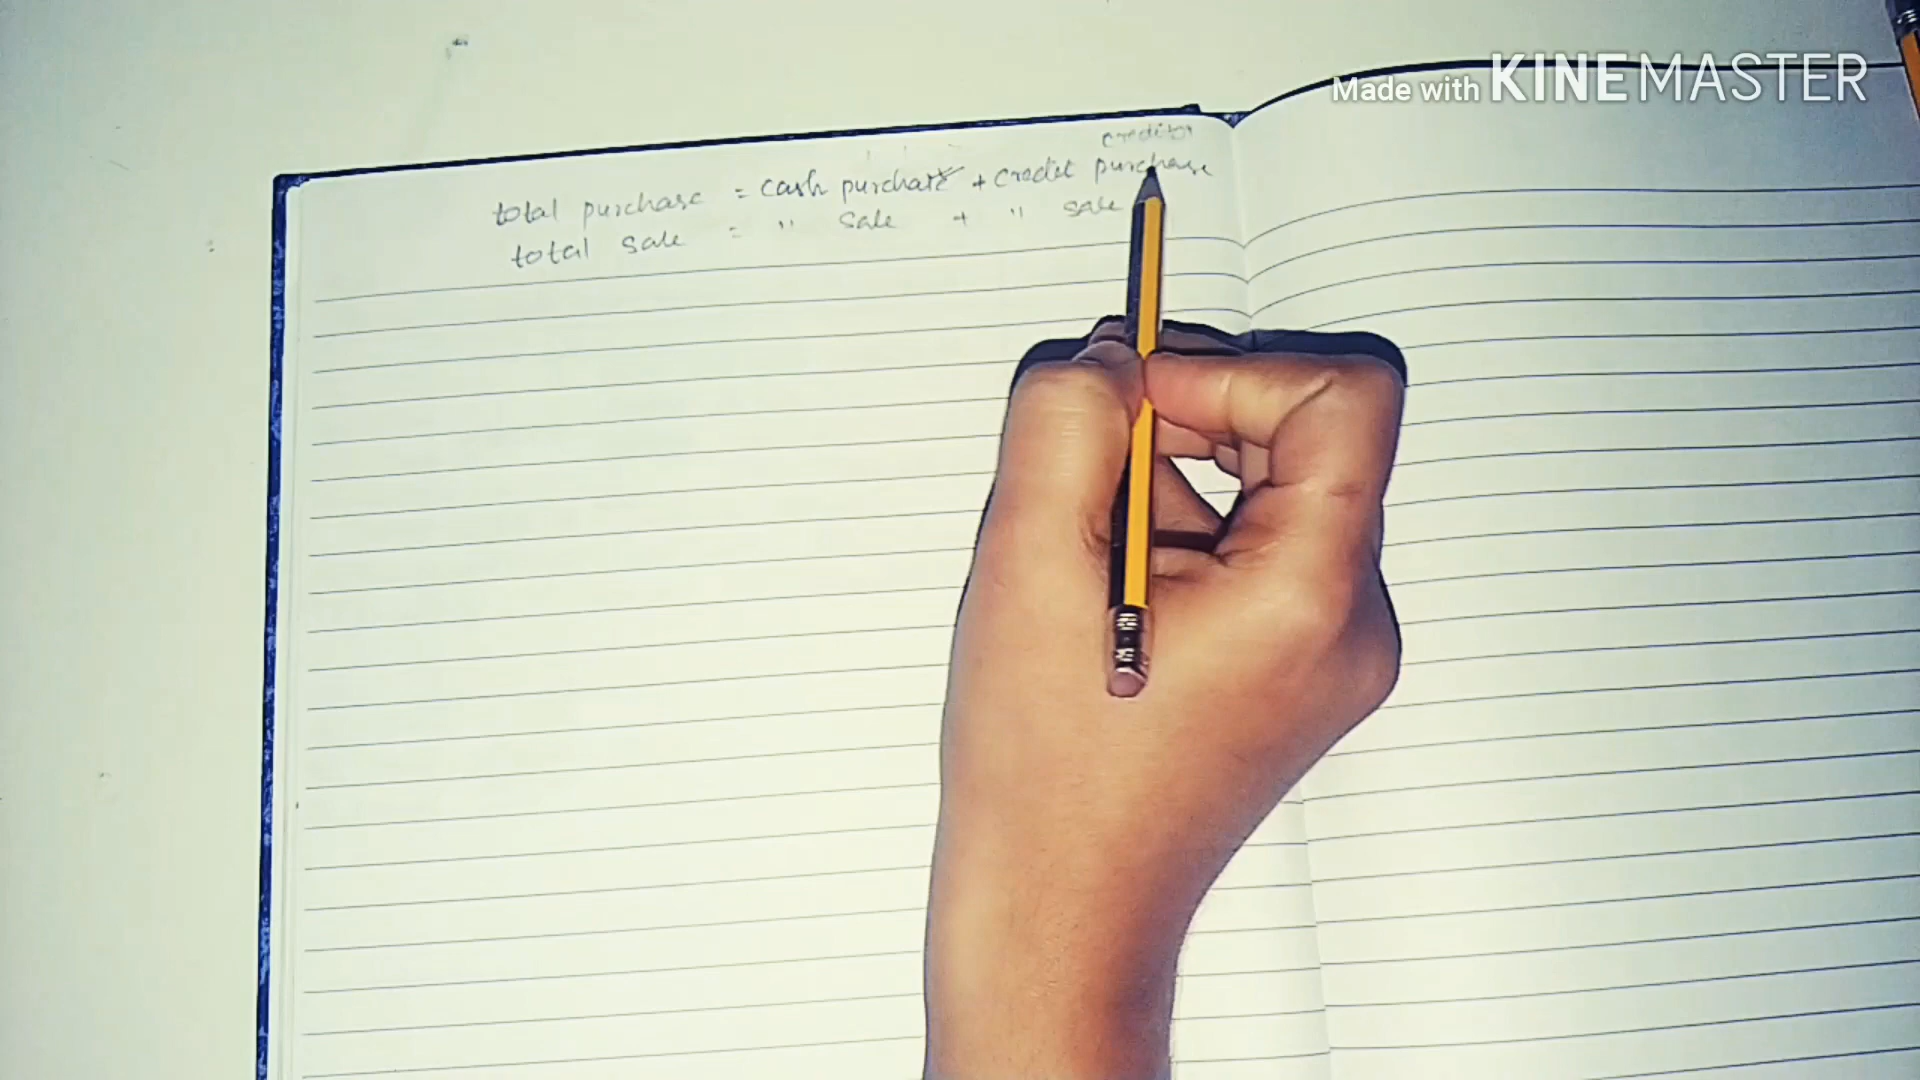 Made with KINEMASTER
creditor
total purchase = cash purchase + credit purchase
total sale = " sale + " sale